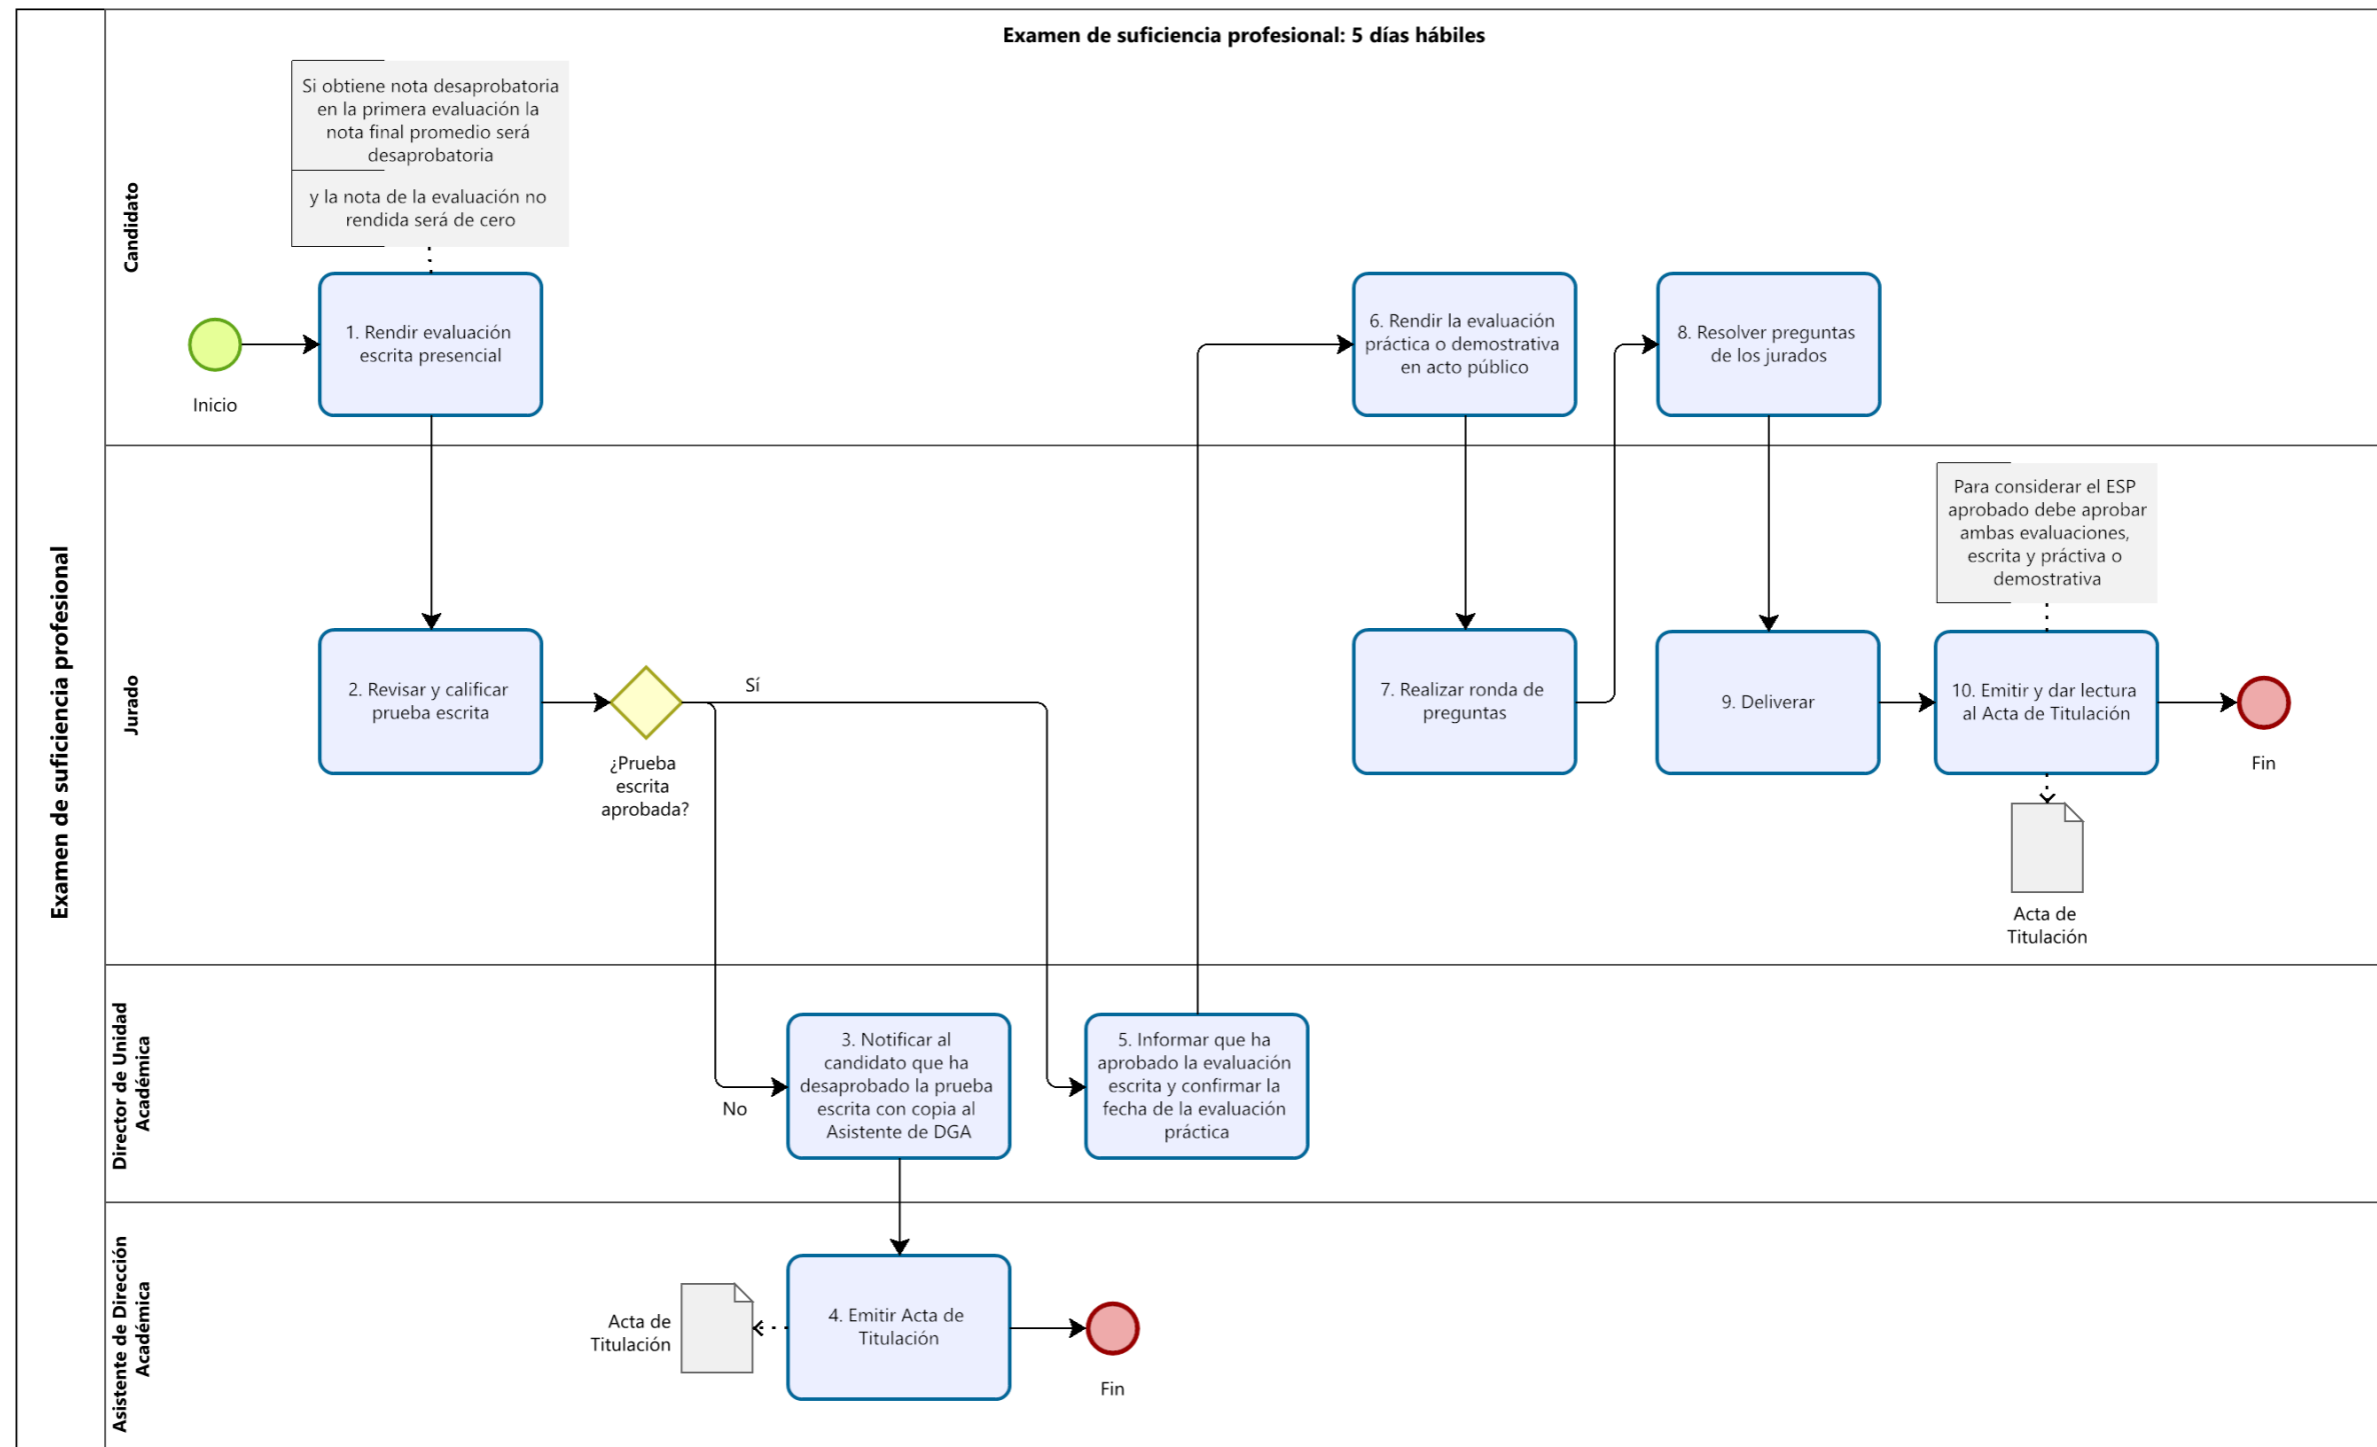 Examen de suficiencia profesional: 5 días hábiles
Examen de suficiencia profesional
Candidato
Si obtiene nota desaprobatoria
en la primera evaluación la
nota final promedio será
desaprobatoria
y la nota de la evaluación no
rendida será de cero
Inicio
1. Rendir evaluación
escrita presencial
6. Rendir la evaluación
práctica o demostrativa
en acto público
8. Resolver preguntas
de los jurados
Jurado
2. Revisar y calificar
prueba escrita
¿Prueba
escrita
aprobada?
Sí
No
7. Realizar ronda de
preguntas
9. Deliverar
Para considerar el ESP
aprobado debe aprobar
ambas evaluaciones,
escrita y práctiva o
demostrativa
10. Emitir y dar lectura
al Acta de Titulación
Fin
Acta de
Titulación
Director de Unidad
Académica
3. Notificar al
candidato que ha
desaprobado la prueba
escrita con copia al
Asistente de DGA
5. Informar que ha
aprobado la evaluación
escrita y confirmar la
fecha de la evaluación
práctica
Asistente de Dirección
Académica
Acta de
Titulación
4. Emitir Acta de
Titulación
Fin